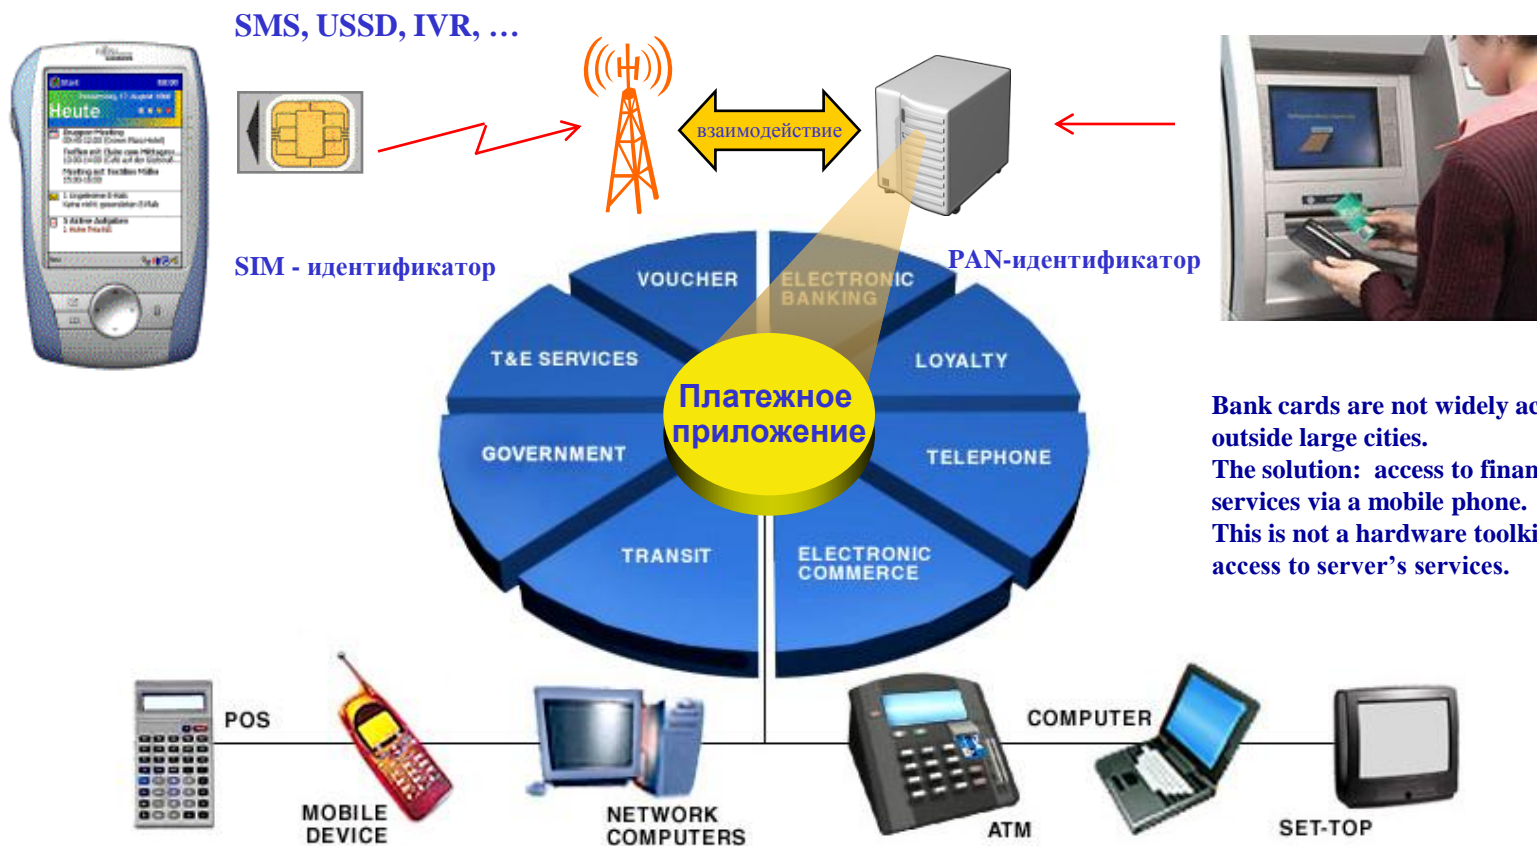 SMS, USSD, IVR, …
Start
Heute
взаимодействие
SIM - идентификатор
PAN-идентификатор
VOUCHER
ELECTRONIC
BANKING
T&E SERVICES
LOYALTY
Платежное
приложение
GOVERNMENT
TELEPHONE
TRANSIT
ELECTRONIC
COMMERCE
Bank cards are not widely ac
outside large cities.
The solution: access to finan
services via a mobile phone.
This is not a hardware toolki
access to server’s services.
POS
MOBILE
DEVICE
NETWORK
COMPUTERS
ATM
COMPUTER
SET-TOP